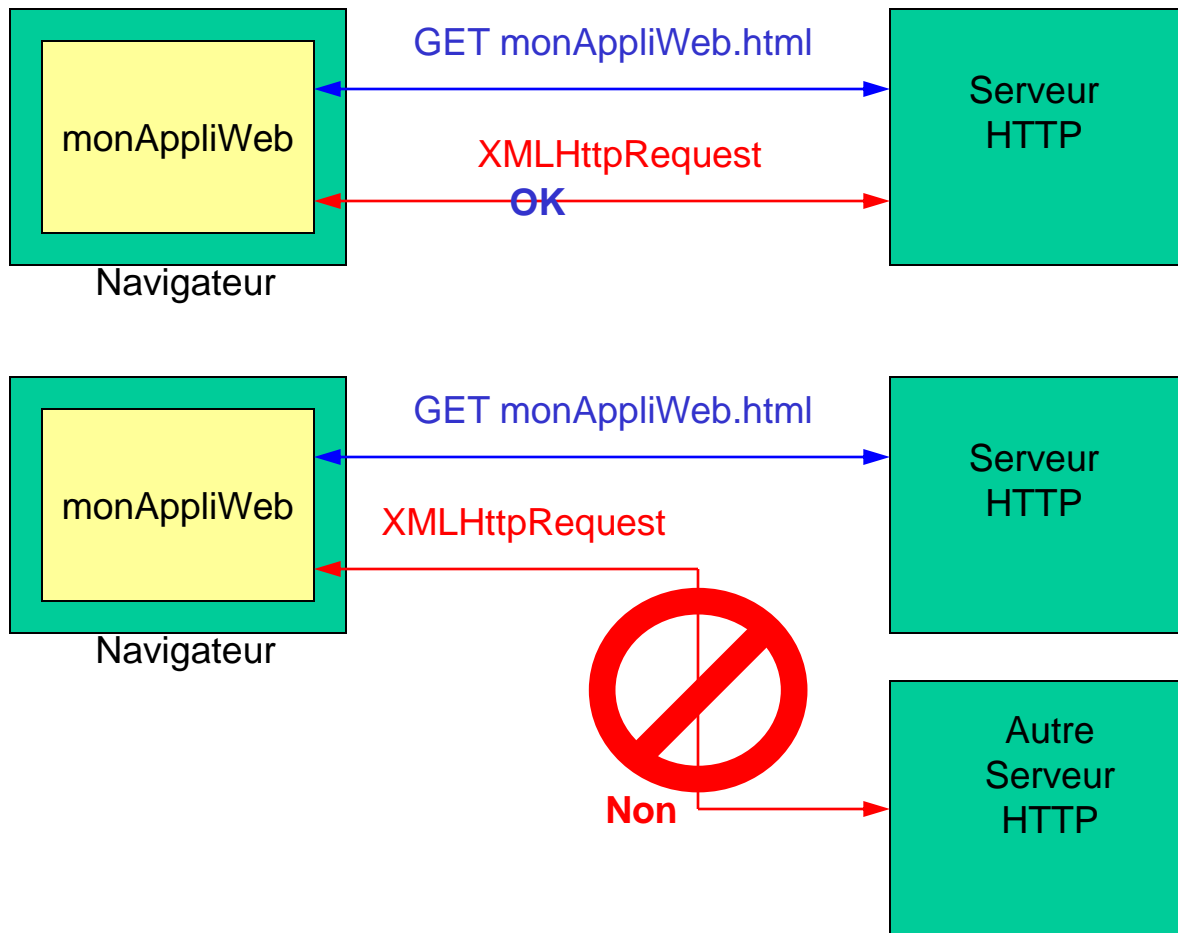 GET monAppliWeb.html
monAppliWeb
Serveur
HTTP
XMLHttpRequest
OK
Navigateur
GET monAppliWeb.html
monAppliWeb
Serveur
HTTP
XMLHttpRequest
Navigateur
Non
Autre
Serveur
HTTP